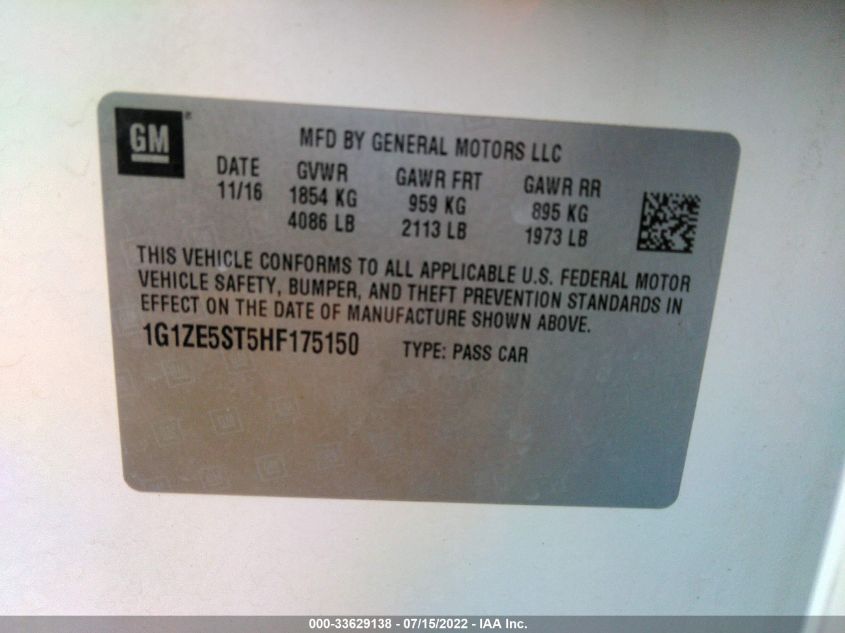 GM®
MFD BY GENERAL MOTORS LLC
DATE GVWR GAWR FRT GAWR RR
11/16 1854 KG 959 KG 895 KG
4086 LB 2113 LB 1973 LB
THIS VEHICLE CONFORMS TO ALL APPLICABLE U.S. FEDERAL MOTOR
VEHICLE SAFETY, BUMPER, AND THEFT PREVENTION STANDARDS IN
EFFECT ON THE DATE OF MANUFACTURE SHOWN ABOVE.
1G1ZE5ST5HF175150 TYPE: PASS CAR
000-33629138 - 07/15/2022 - IAA Inc.